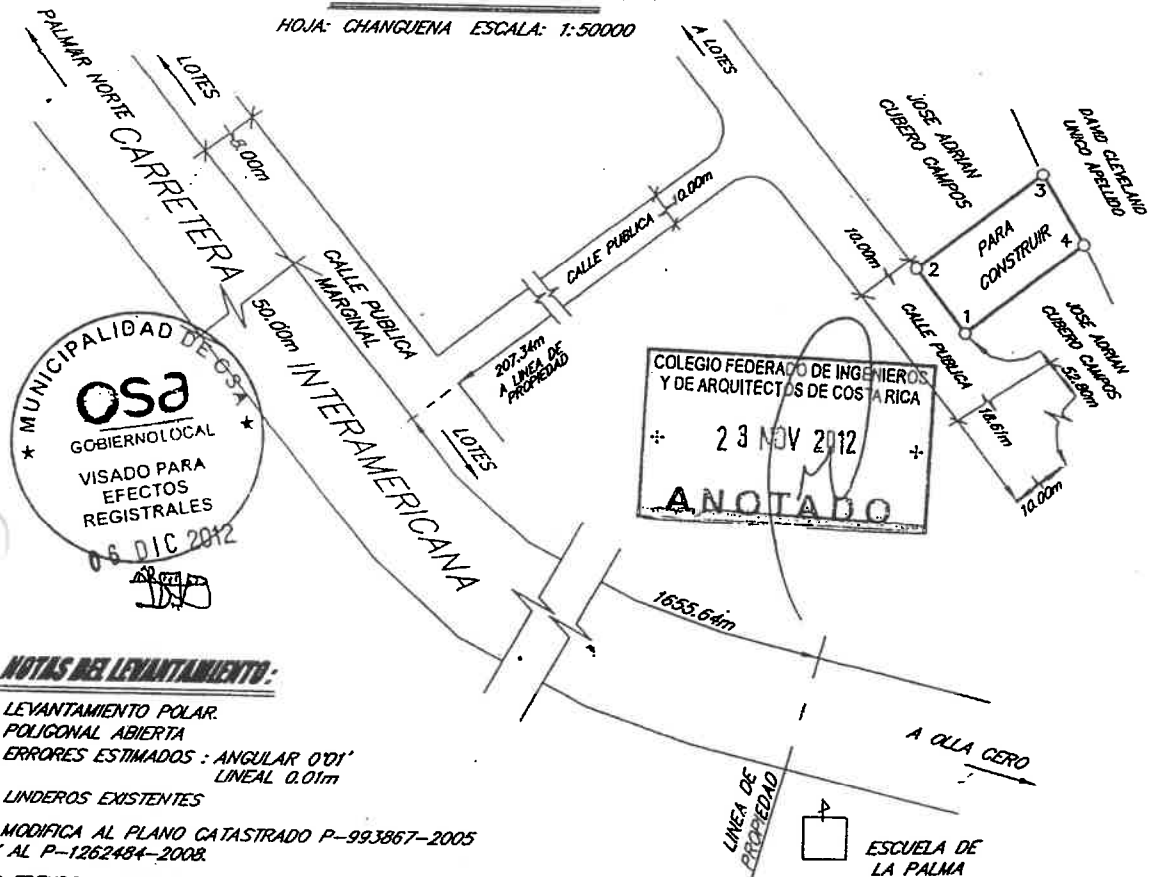 HOJA: CHANGUENA ESCALA: 1:50000
PALMAR NORTE
LOTES
8.00m
CARRETERA
INTERAMERICANA
50.00m
CALLE PUBLICA
MARGINAL
A LOTES
CALLE PUBLICA
10.00m
207.34m
A LINEA DE
PROPIEDAD
LOTES
JOSE ADRIAN
CUBERO CAMPOS
DAVID CLEVELAND
UNICO APELLIDO
3
4
2
1
PARA
CONSTRUIR
10.00m
CALLE PUBLICA
JOSE ADRIAN
CUBERO CAMPOS
52.80m
18.61m
10.00m
MUNICIPALIDAD DE OSA
osa
GOBIERNO LOCAL
VISADO PARA
EFECTOS
REGISTRALES
06 DIC 2012
COLEGIO FEDERADO DE INGENIEROS
Y DE ARQUITECTOS DE COSTA RICA
23 NOV 2012
ANOTADO
1655.64m
A OLLA CERO
LINEA DE
PROPIEDAD
ESCUELA DE
LA PALMA
NOTAS DEL LEVANTAMIENTO:
LEVANTAMIENTO POLAR.
POLIGONAL ABIERTA
ERRORES ESTIMADOS : ANGULAR 0°01'
LINEAL 0.01m
LINDEROS EXISTENTES
MODIFICA AL PLANO CATASTRADO P-993867-2005
Y AL P-1262484-2008.